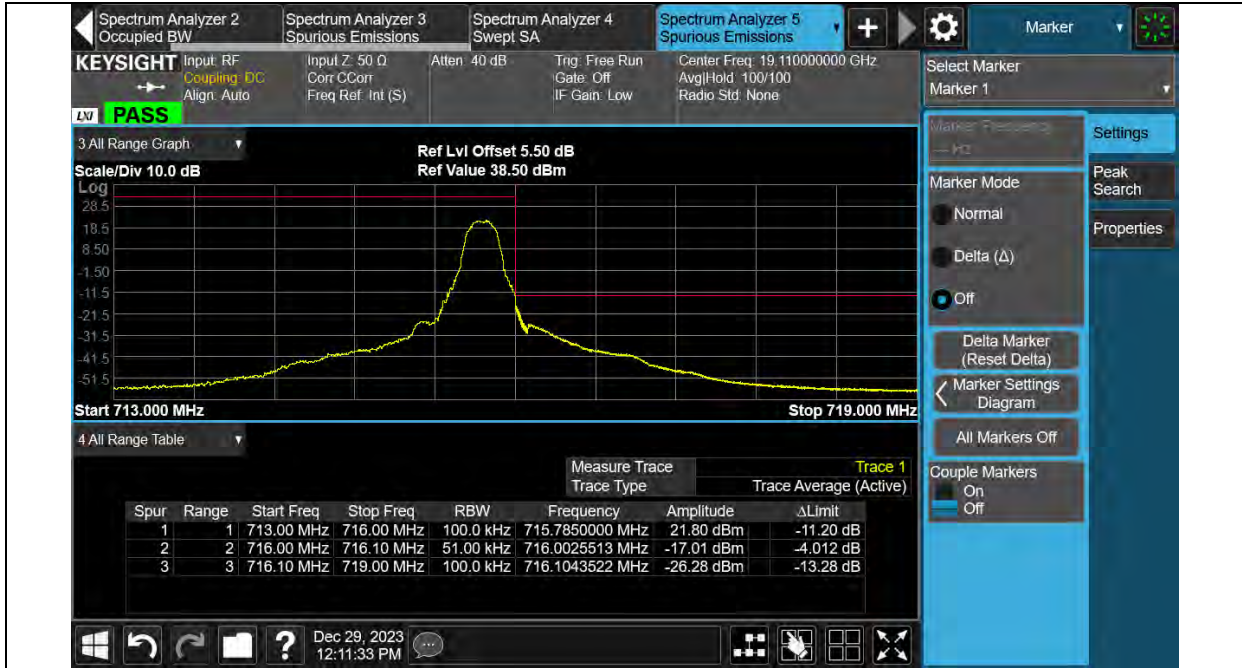 Spectrum Analyzer 2
Occupied BW
Spectrum Analyzer 3
Spurious Emissions
Spectrum Analyzer 4
Swept SA
Spectrum Analyzer 5
Spurious Emissions
Marker
KEYSIGHT
Input: RF
Coupling: DC
Align: Auto
Input Z: 50 Ω
Corr CCorr
Freq Ref: Int (S)
Atten: 40 dB
Trig: Free Run
Gate: Off
IF Gain: Low
Center Freq: 19.110000000 GHz
Avg|Hold: 100/100
Radio Std: None
LXI PASS
Select Marker
Marker 1
3 All Range Graph
Ref Lvl Offset 5.50 dB
Scale/Div 10.0 dB
Ref Value 38.50 dBm
Log
28.5
18.5
8.50
-1.50
-11.5
-21.5
-31.5
-41.5
-51.5
Start 713.000 MHz
Stop 719.000 MHz
Marker Frequency
--- Hz
Marker Mode
Normal
Delta (Δ)
Off
Delta Marker
(Reset Delta)
Marker Settings
Diagram
All Markers Off
Couple Markers
On
Off
Settings
Peak
Search
Properties
4 All Range Table
Measure Trace Trace 1
Trace Type Trace Average (Active)
Spur Range Start Freq Stop Freq RBW Frequency Amplitude ΔLimit
1 1 713.00 MHz 716.00 MHz 100.0 kHz 715.7850000 MHz 21.80 dBm -11.20 dB
2 2 716.00 MHz 716.10 MHz 51.00 kHz 716.0025513 MHz -17.01 dBm -4.012 dB
3 3 716.10 MHz 719.00 MHz 100.0 kHz 716.1043522 MHz -26.28 dBm -13.28 dB
Dec 29, 2023
12:11:33 PM